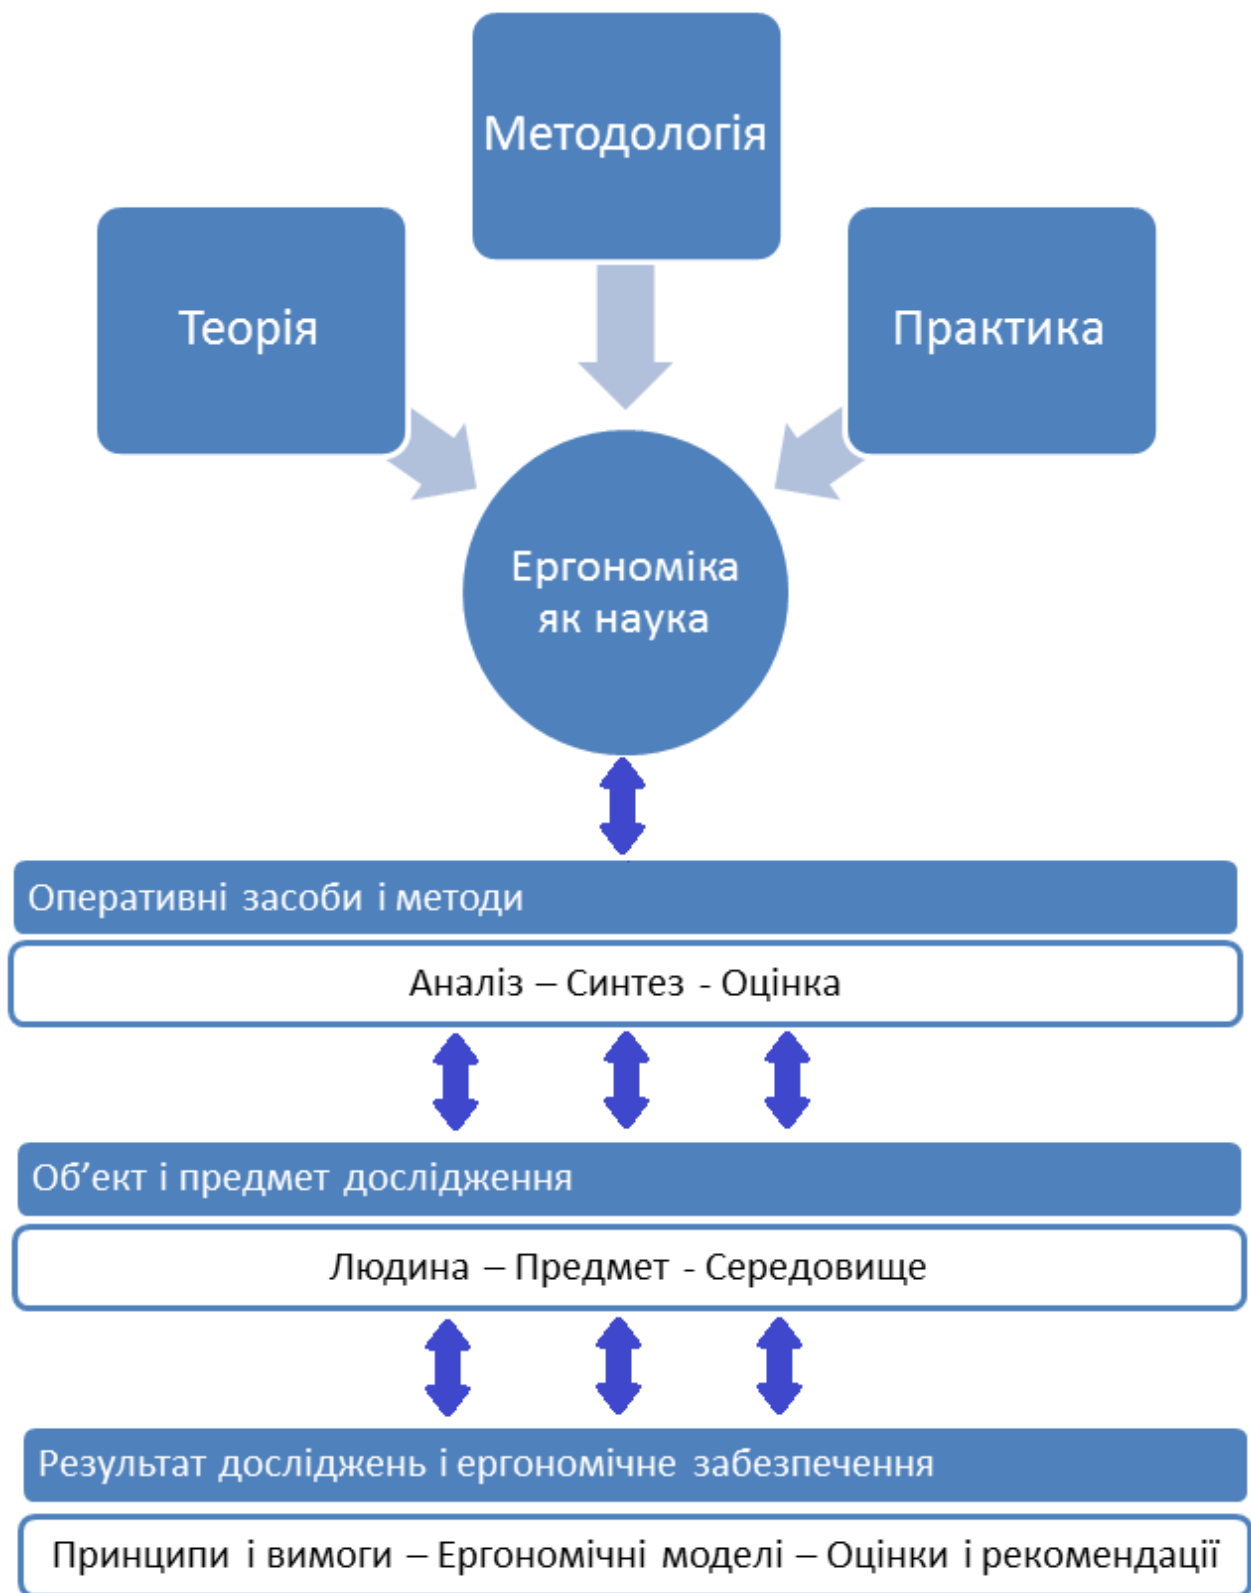 Методологія
Теорія
Практика
Ергономіка
як наука
Оперативні засоби і методи
Аналіз – Синтез - Оцінка
Об’ект і предмет дослідження
Людина – Предмет - Середовище
Результат досліджень і ергономічне забезпечення
Принципи і вимоги – Ергономічні моделі – Оцінки і рекомендації